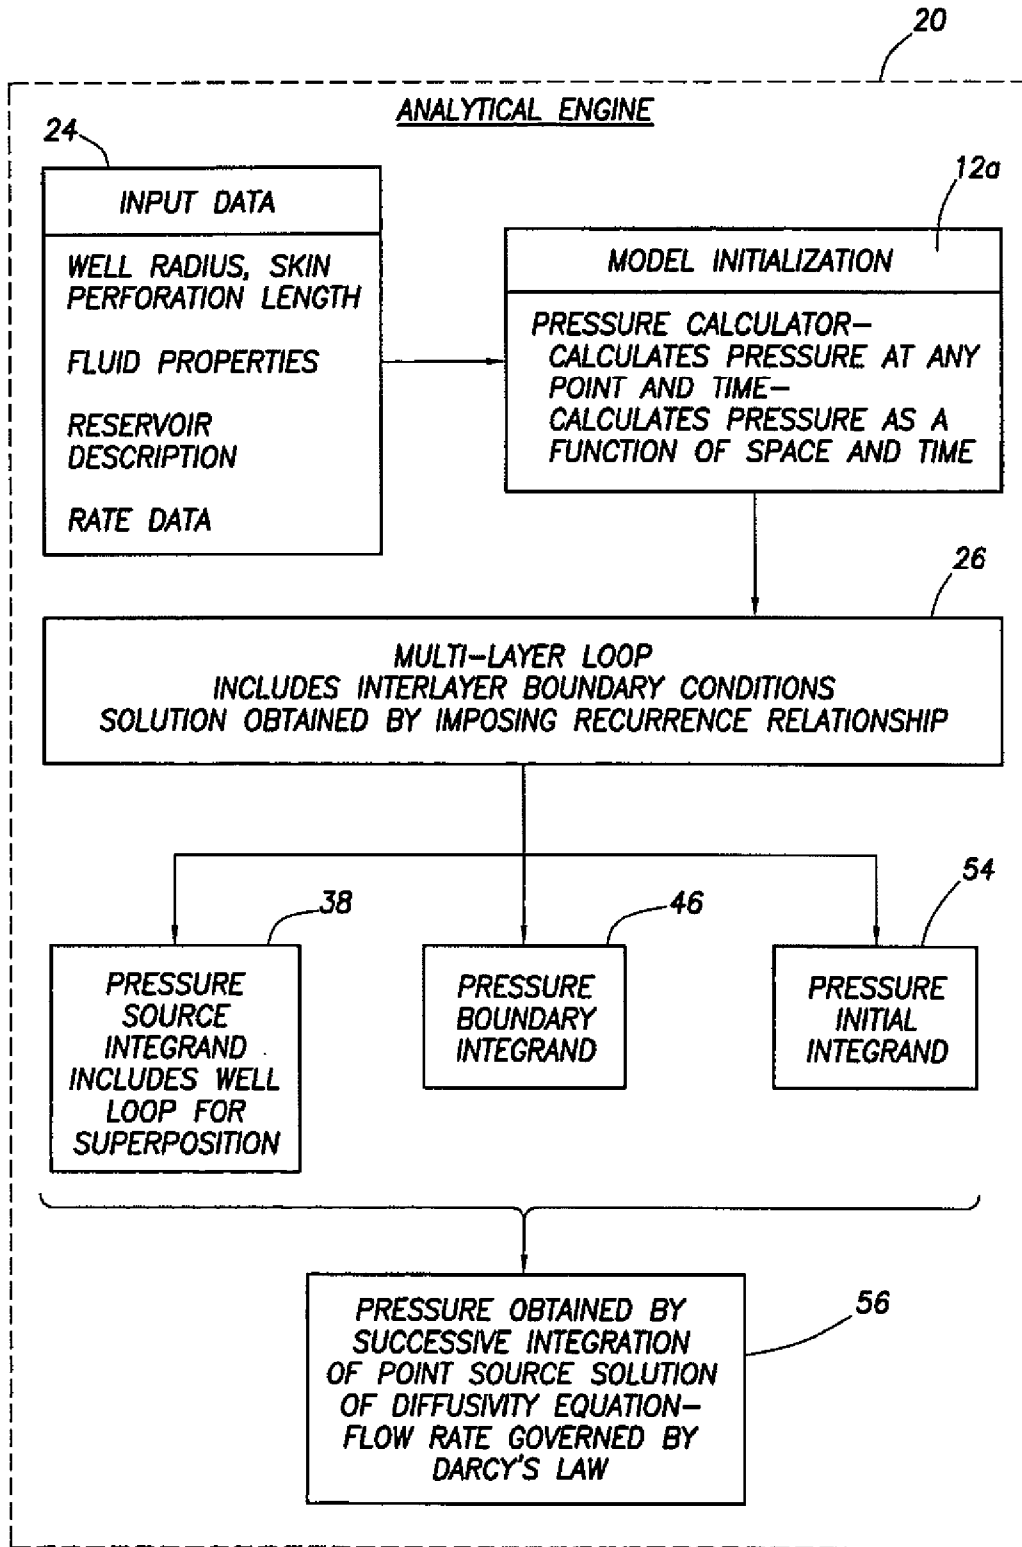 20
ANALYTICAL ENGINE
24
INPUT DATA
WELL RADIUS, SKIN
PERFORATION LENGTH
FLUID PROPERTIES
RESERVOIR
DESCRIPTION
RATE DATA
12a
MODEL INITIALIZATION
PRESSURE CALCULATOR–
CALCULATES PRESSURE AT ANY
POINT AND TIME–
CALCULATES PRESSURE AS A
FUNCTION OF SPACE AND TIME
26
MULTI–LAYER LOOP
INCLUDES INTERLAYER BOUNDARY CONDITIONS
SOLUTION OBTAINED BY IMPOSING RECURRENCE RELATIONSHIP
38
PRESSURE
SOURCE
INTEGRAND
INCLUDES WELL
LOOP FOR
SUPERPOSITION
46
PRESSURE
BOUNDARY
INTEGRAND
54
PRESSURE
INITIAL
INTEGRAND
56
PRESSURE OBTAINED BY
SUCCESSIVE INTEGRATION
OF POINT SOURCE SOLUTION
OF DIFFUSIVITY EQUATION–
FLOW RATE GOVERNED BY
DARCY'S LAW